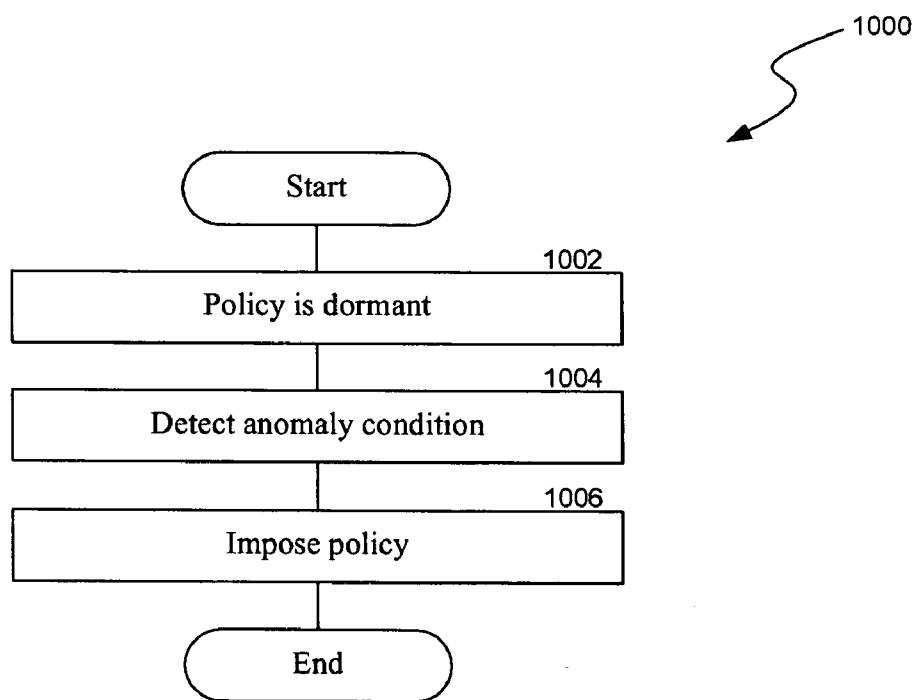 1000
Start
1002
Policy is dormant
1004
Detect anomaly condition
1006
Impose policy
End